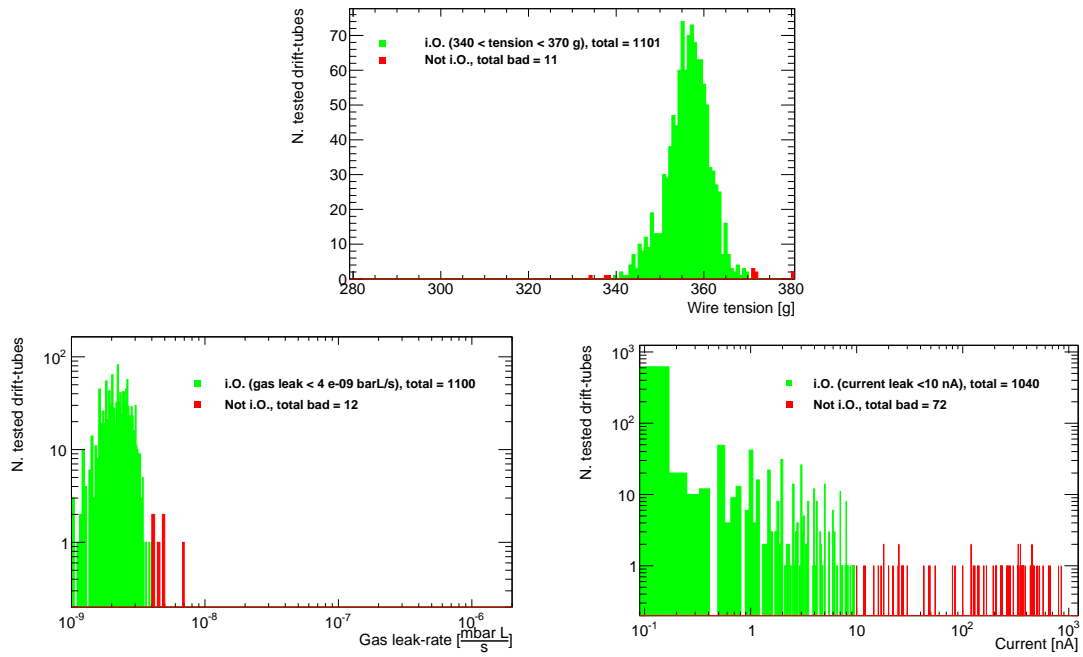 N. tested drift-tubes
70
60
50
40
30
20
10
0
i.O. (340 < tension < 370 g), total = 1101
Not i.O., total bad = 11
280 300 320 340 360 380
Wire tension [g]
N. tested drift-tubes
10²
10
1
i.O. (gas leak < 4 e-09 barL/s), total = 1100
Not i.O., total bad = 12
10⁻⁹ 10⁻⁸ 10⁻⁷ 10⁻⁶
Gas leak-rate [mbar L/s]
N. tested drift-tubes
10³
10²
10
1
i.O. (current leak <10 nA), total = 1040
Not i.O., total bad = 72
10⁻¹ 1 10 10² 10³
Current [nA]